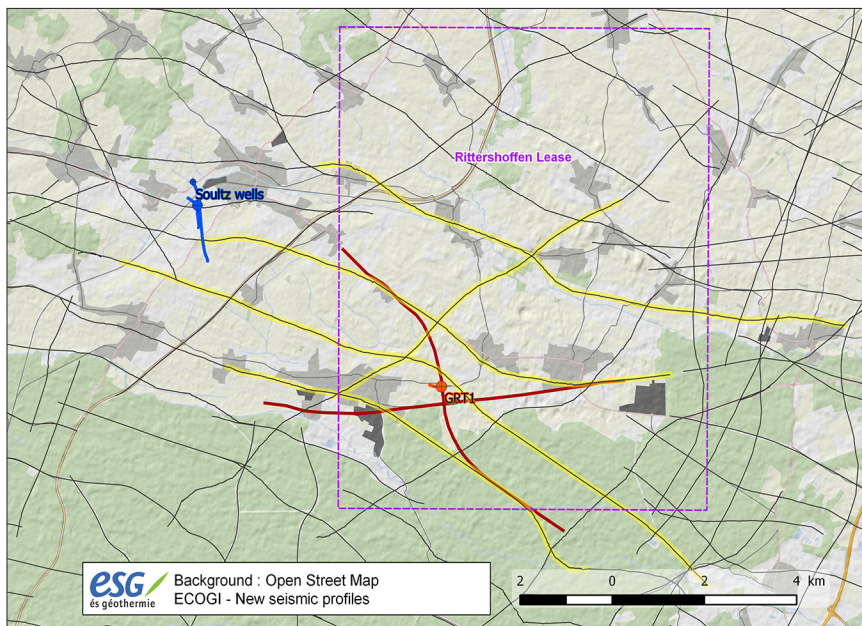 Rittershoffen Lease
Soultz wells
GRT1
esG
és géothermie
Background : Open Street Map
ECOGI - New seismic profiles
2 0 2 4 km